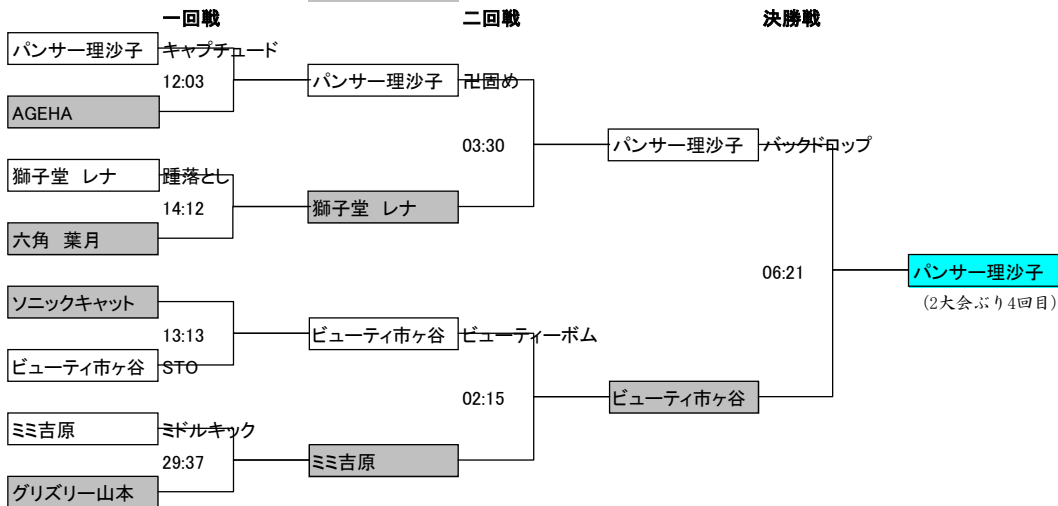 一回戦
二回戦
決勝戦
パンサー理沙子 キャプチュード
12:03
AGEHA
獅子堂　レナ 踵落とし
14:12
六角　葉月
ソニックキャット
13:13
ビューティ市ヶ谷 STO
ミミ吉原 ミドルキック
29:37
グリズリー山本
パンサー理沙子 卍固め
03:30
獅子堂　レナ
ビューティ市ヶ谷 ビューティーボム
02:15
ミミ吉原
パンサー理沙子 バックドロップ
06:21
ビューティ市ヶ谷
パンサー理沙子
(2大会ぶり4回目)